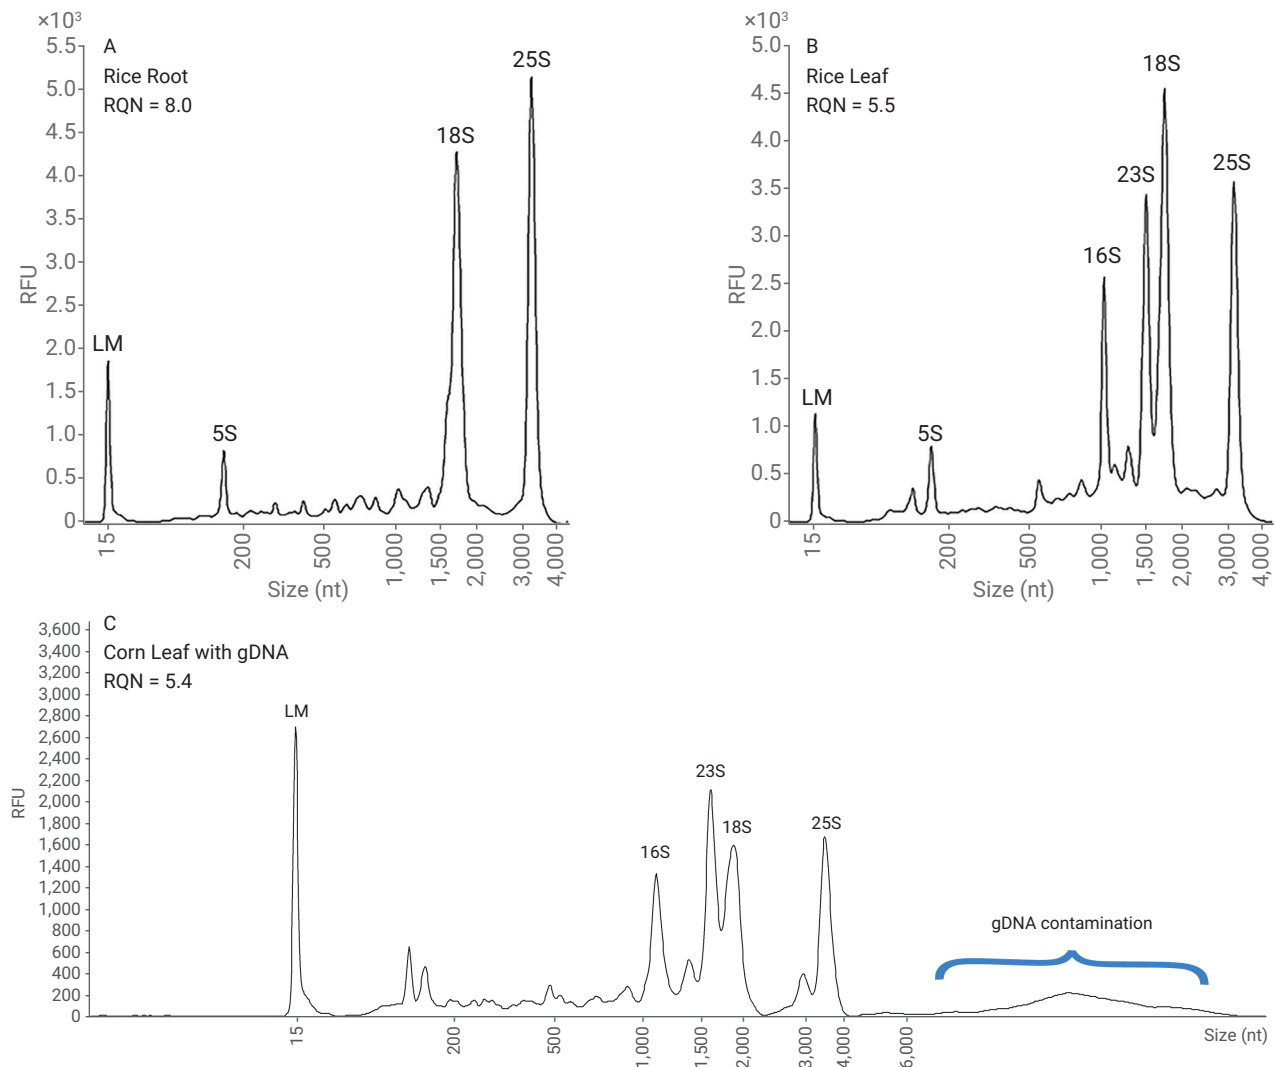 ×10³
A
Rice Root
RQN = 8.0
5.5
5.0
4.5
4.0
3.5
3.0
2.5
2.0
1.5
1.0
0.5
0
RFU
LM
5S
18S
25S
15
200
500
1,000
1,500
2,000
3,000
4,000
Size (nt)
×10³
B
Rice Leaf
RQN = 5.5
5.0
4.5
4.0
3.5
3.0
2.5
2.0
1.5
1.0
0.5
0
RFU
LM
5S
16S
23S
18S
25S
15
200
500
1,000
1,500
2,000
3,000
4,000
Size (nt)
C
Corn Leaf with gDNA
RQN = 5.4
3,600
3,400
3,200
3,000
2,800
2,600
2,400
2,200
2,000
1,800
1,600
1,400
1,200
1,000
800
600
400
200
0
RFU
LM
16S
23S
18S
25S
gDNA contamination
15
200
500
1,000
1,500
2,000
3,000
4,000
6,000
Size (nt)